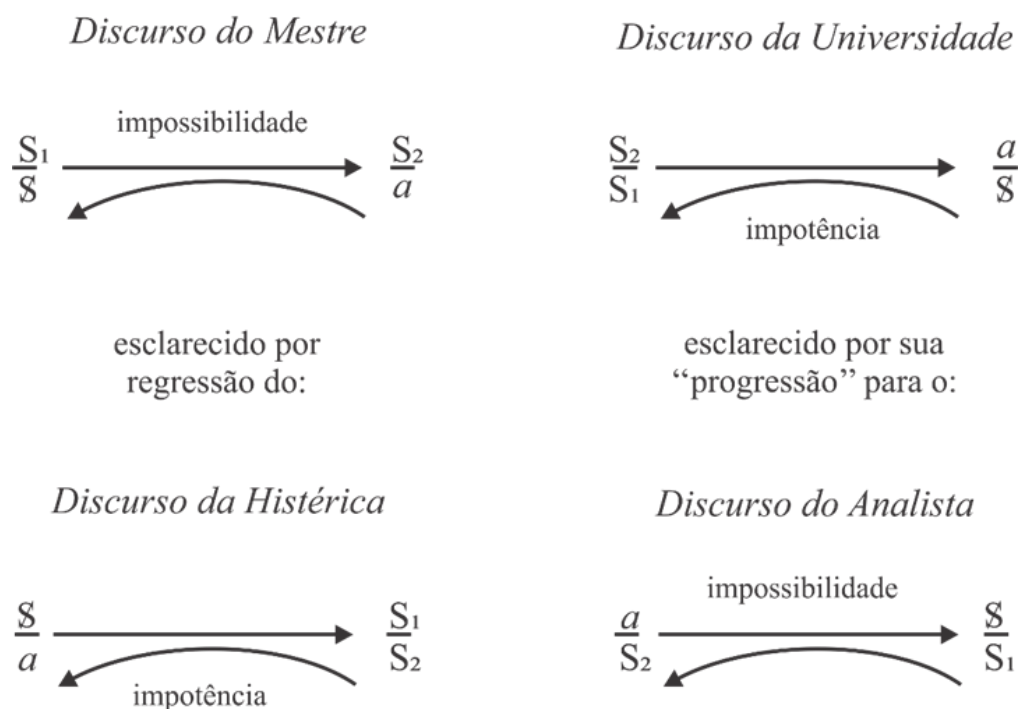 Discurso do Mestre
impossibilidade
S₁
$
S₂
a
esclarecido por
regressão do:
Discurso da Universidade
S₂
S₁
a
$
impotência
esclarecido por sua
“progressão” para o:
Discurso da Histérica
$
a
S₁
S₂
impotência
Discurso do Analista
impossibilidade
a
S₂
$
S₁